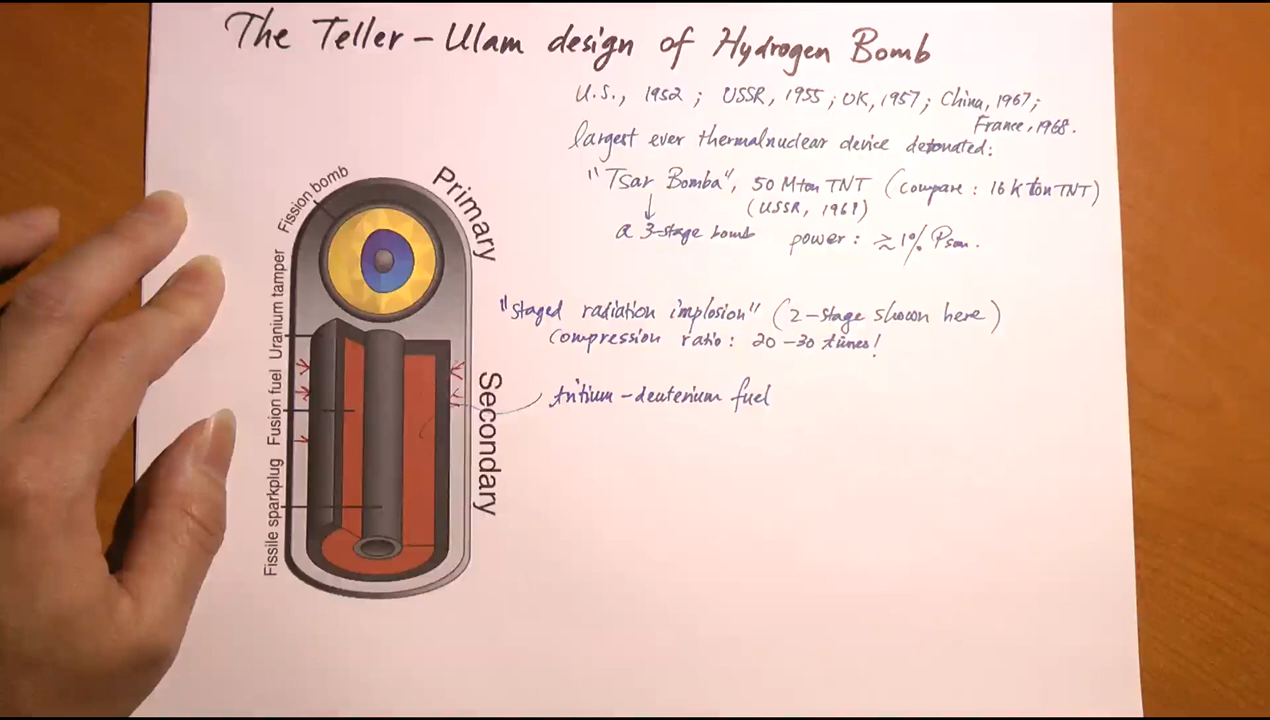 The Teller-Ulam design of Hydrogen Bomb
U.S., 1952; USSR, 1955; UK, 1957; China, 1967;
France, 1968.
largest ever thermalnuclear device detonated:
"Tsar Bomba", 50 Mton TNT (compare: 16 kton TNT)
(USSR, 1961)
a 3-stage bomb power: ≳1% Psun.
"staged radiation implosion" (2-stage shown here)
compression ratio: 20-30 times!
tritium-deuterium fuel
Fission bomb
Primary
Uranium tamper
Fusion fuel
Secondary
Fissile sparkplug